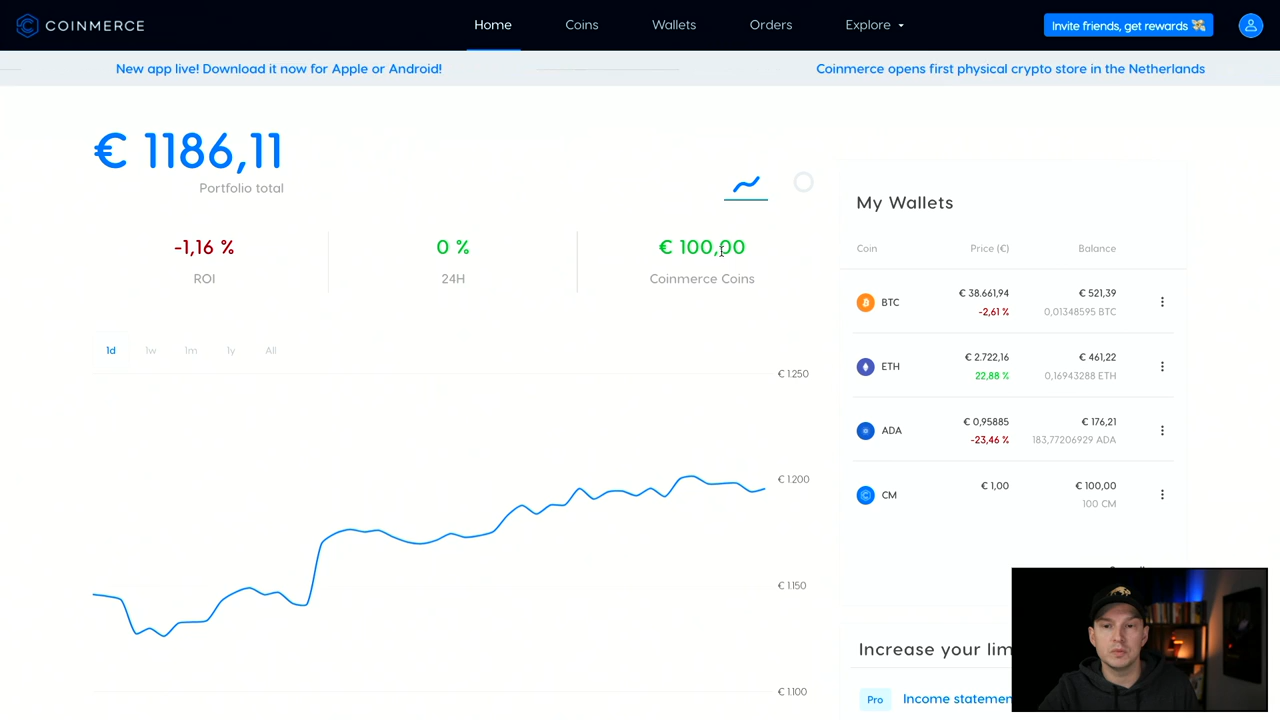 COINMERCE
Home
Coins
Wallets
Orders
Explore
Invite friends, get rewards
New app live! Download it now for Apple or Android!
Coinmerce opens first physical crypto store in the Netherlands
€ 1186,11
Portfolio total
-1,16 %
ROI
0 %
24H
€ 100,00
Coinmerce Coins
1d
1w
1m
1y
All
€ 1.250
€ 1.200
€ 1.150
€ 1.100
My Wallets
Coin
Price (€)
Balance
BTC
€ 38.661,94
-2,61 %
€ 521,39
0,01348595 BTC
ETH
€ 2.722,16
22,88 %
€ 461,22
0,16943288 ETH
ADA
€ 0,95885
-23,46 %
€ 176,21
183,77206929 ADA
CM
€ 1,00
€ 100,00
100 CM
Increase your lim
Pro
Income statemen